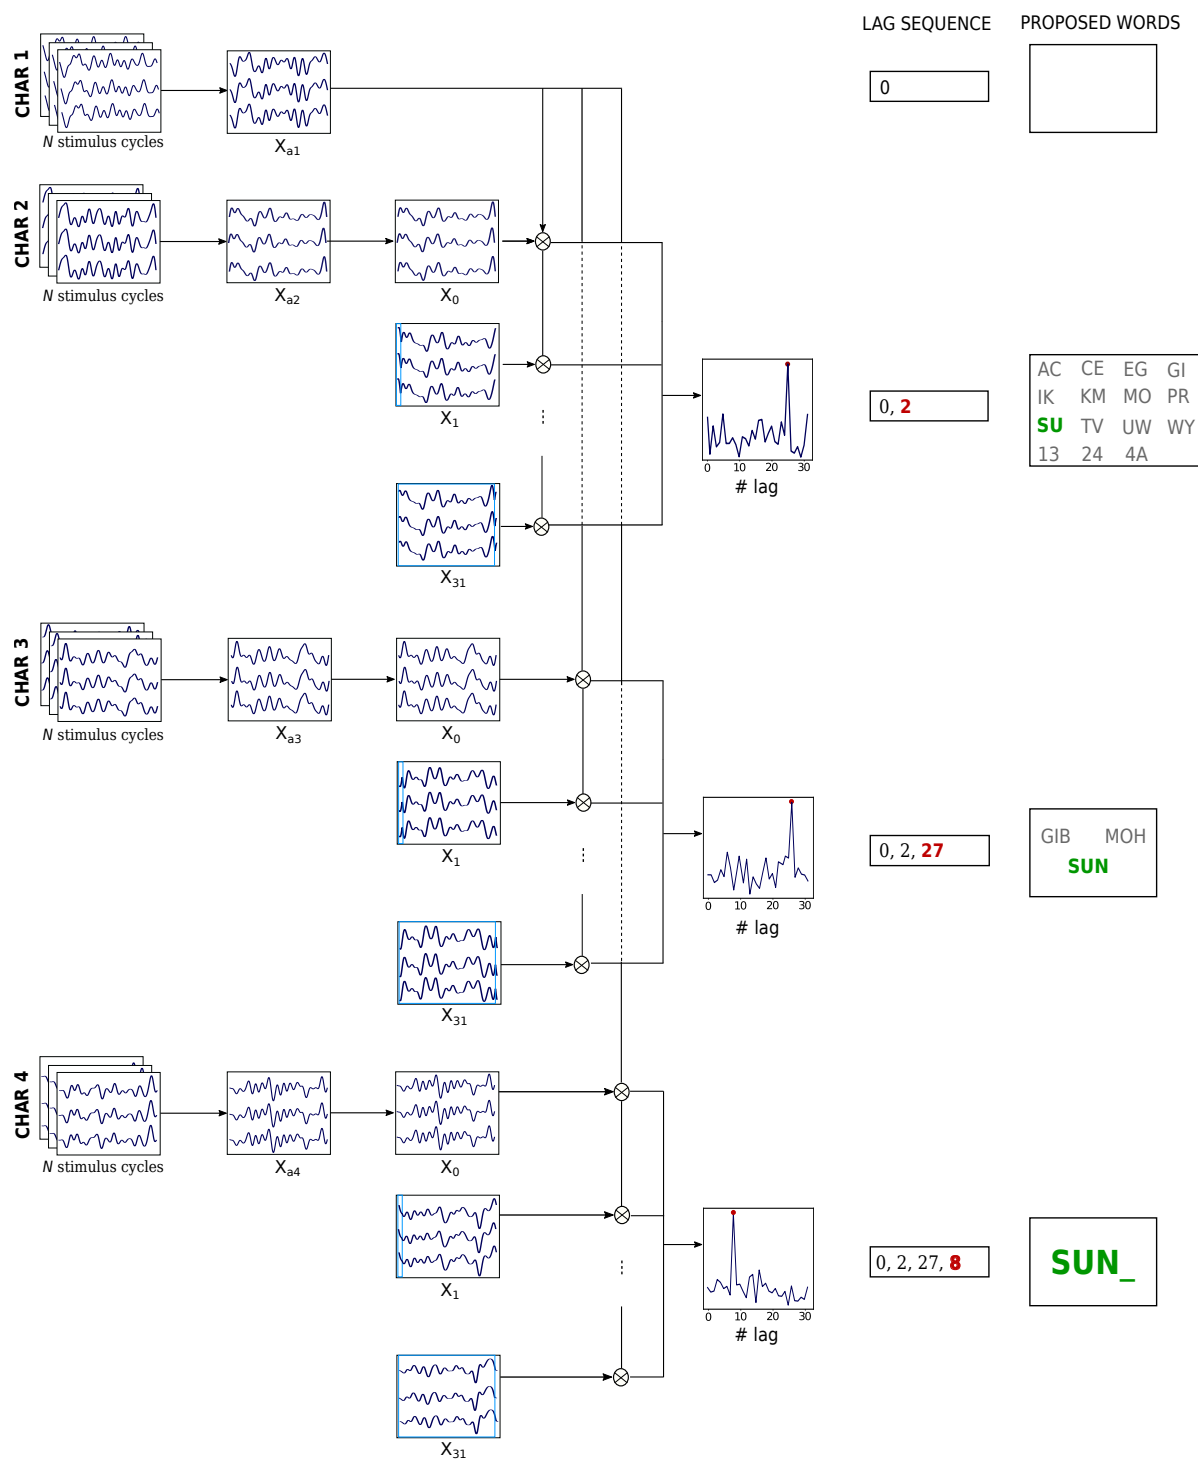 LAG SEQUENCE PROPOSED WORDS
CHAR 1
N stimulus cycles
Xa1
0
CHAR 2
N stimulus cycles
Xa2
X0
X1
X31
0 10 20 30
# lag
0, 2
AC CE EG GI
IK KM MO PR
SU TV UW WY
13 24 4A
CHAR 3
N stimulus cycles
Xa3
X0
X1
X31
0 10 20 30
# lag
0, 2, 27
GIB MOH
SUN
CHAR 4
N stimulus cycles
Xa4
X0
X1
X31
0 10 20 30
# lag
0, 2, 27, 8
SUN_